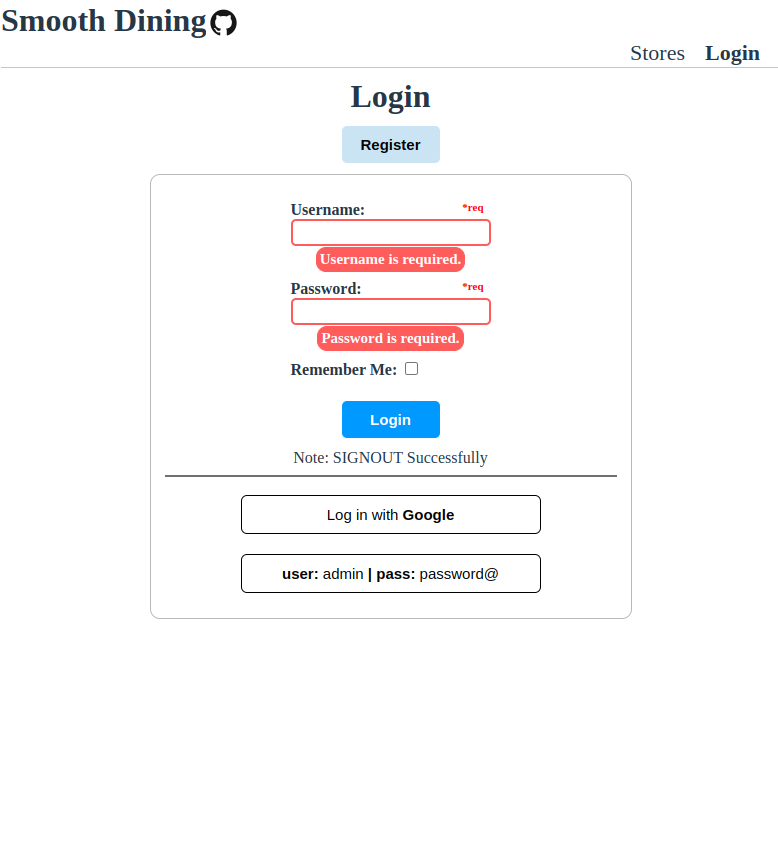 Smooth Dining
Stores Login
Login
Register
Username: *req
Username is required.
Password: *req
Password is required.
Remember Me:
Login
Note: SIGNOUT Successfully
Log in with Google
user: admin | pass: password@